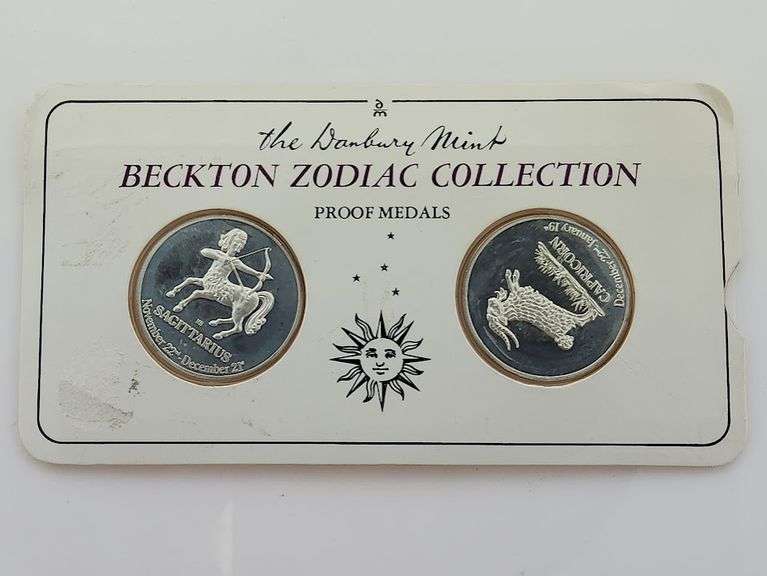 the Danbury Mint
BECKTON ZODIAC COLLECTION
PROOF MEDALS
SAGITTARIUS
November 22nd-December 21st
CAPRICORN
December 22nd-January 19th